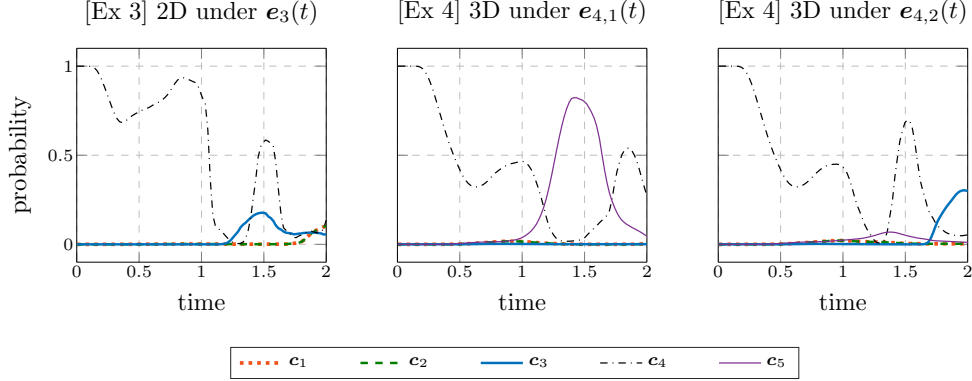 [Ex 3] 2D under e₃(t)
[Ex 4] 3D under e₄,₁(t)
[Ex 4] 3D under e₄,₂(t)
probability
1
0.5
0
0 0.5 1 1.5 2
0 0.5 1 1.5 2
0 0.5 1 1.5 2
time
time
time
c₁ c₂ c₃ c₄ c₅